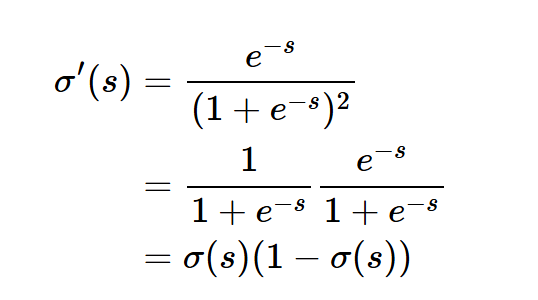 σ′(s) = e^{−s} / (1 + e^{−s})²
= 1 / (1 + e^{−s}) e^{−s} / (1 + e^{−s})
= σ(s)(1 − σ(s))